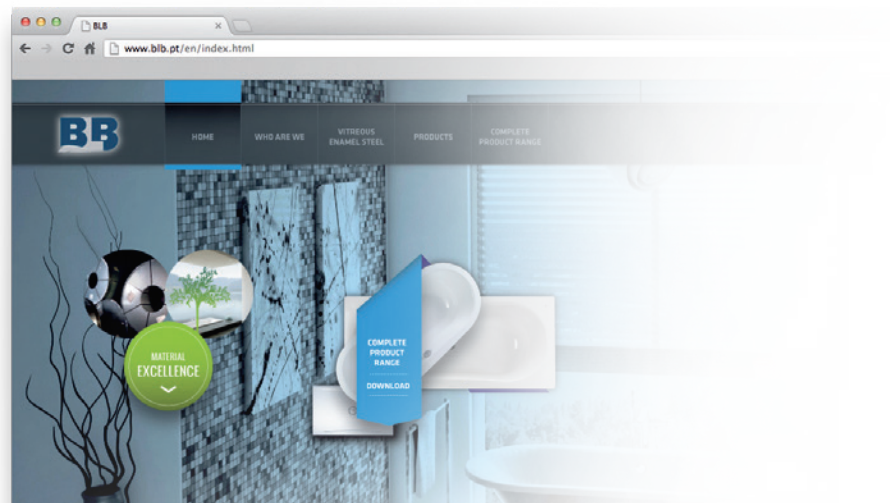 BLB
www.blb.pt/en/index.html
BB
HOME
WHO ARE WE
VITREOUS
ENAMEL STEEL
PRODUCTS
COMPLETE
PRODUCT RANGE
MATERIAL
EXCELLENCE
COMPLETE
PRODUCT
RANGE
DOWNLOAD